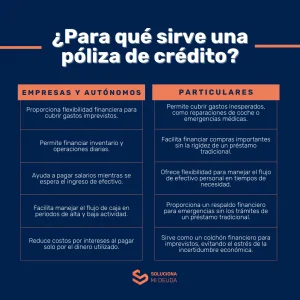 ¿Para qué sirve una
póliza de crédito?
EMPRESAS Y AUTÓNOMOS
Proporciona flexibilidad financiera para
cubrir gastos imprevistos.
Permite financiar inventario y
operaciones diarias.
Ayuda a pagar salarios mientras se
espera el ingreso de efectivo.
Facilita manejar el flujo de caja en
periodos de alta y baja actividad.
Reduce costos por intereses al pagar
solo por el dinero utilizado.
PARTICULARES
Permite cubrir gastos inesperados,
como reparaciones de coche o
emergencias médicas.
Facilita financiar compras importantes
sin la rigidez de un préstamo
tradicional.
Ofrece flexibilidad para manejar el flujo
de efectivo personal en tiempos de
necesidad.
Proporciona un respaldo financiero
para emergencias sin los trámites de
un préstamo tradicional.
Sirve como un colchón financiero para
imprevistos, evitando el estrés de la
incertidumbre económica.
SOLUCIONA
MI DEUDA